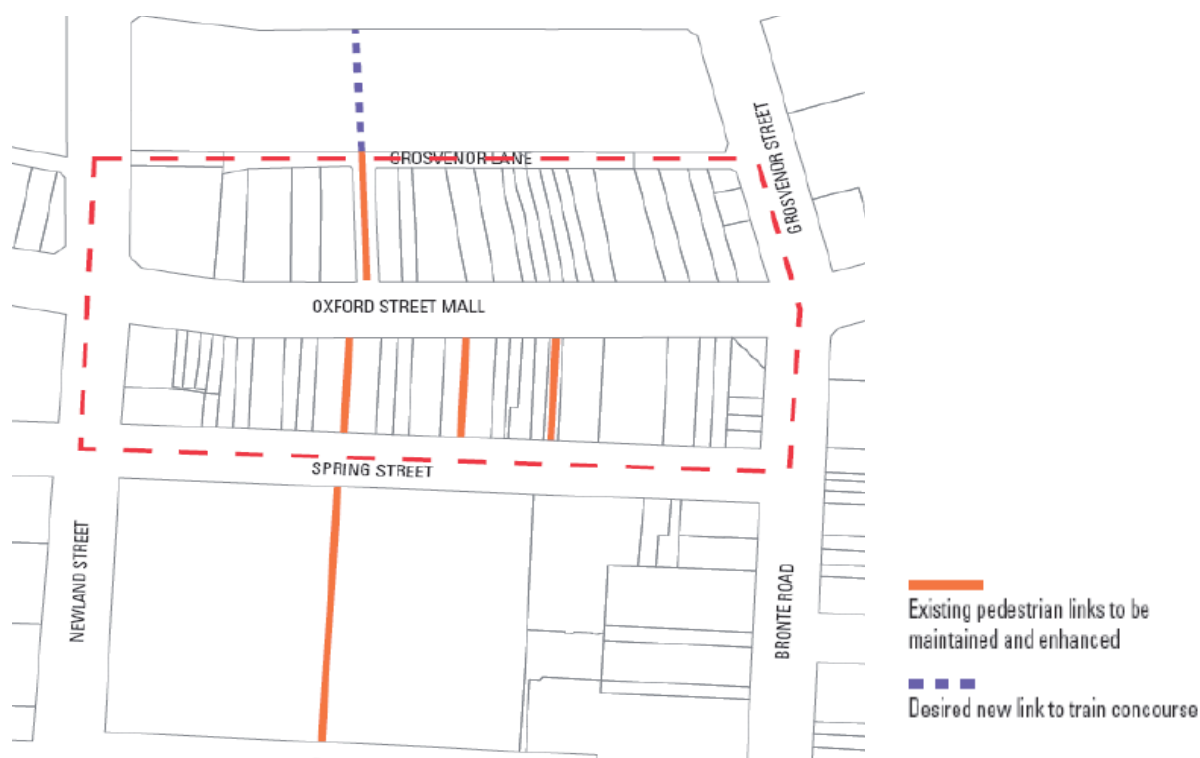 GROSVENOR LANE
GROSVENOR STREET
OXFORD STREET MALL
SPRING STREET
NEWLAND STREET
BRONTE ROAD
Existing pedestrian links to be
maintained and enhanced
Desired new link to train concourse